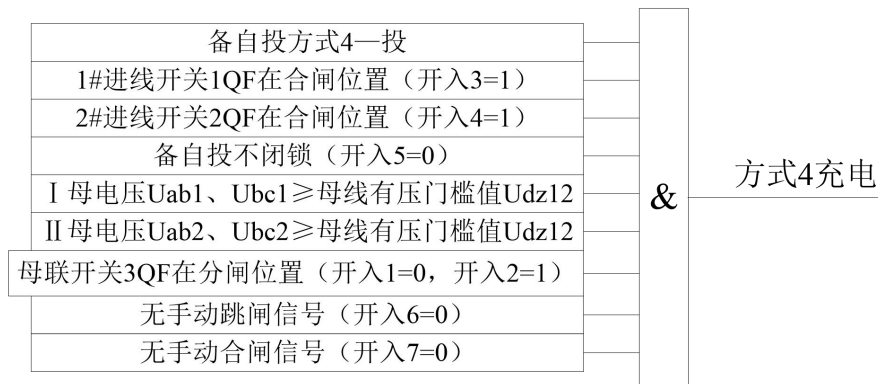 备自投方式4—投
1#进线开关1QF在合闸位置（开入3=1）
2#进线开关2QF在合闸位置（开入4=1）
备自投不闭锁（开入5=0）
Ⅰ母电压Uab1、Ubc1≥母线有压门槛值Udz12
Ⅱ母电压Uab2、Ubc2≥母线有压门槛值Udz12
母联开关3QF在分闸位置（开入1=0，开入2=1）
无手动跳闸信号（开入6=0）
无手动合闸信号（开入7=0）
&
方式4充电